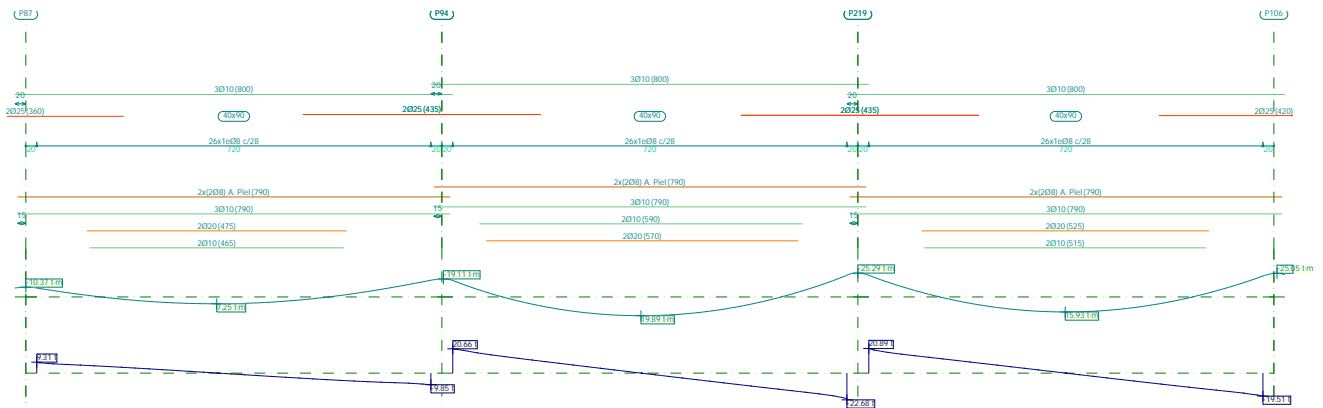 P87 P94 P219 P106
3Ø10(800)
20
3Ø10(800) 3Ø10(800)
20 20
2Ø25(360) 40x90 2Ø25(435) 40x90 2Ø25(435) 40x90 2Ø25(420)
26x1eØ8 c/28 26x1eØ8 c/28 26x1eØ8 c/28
20 720 20 20 720 20 20 720 20
2x(2Ø8) A. Piel(790)
2x(2Ø8) A. Piel(790) 2x(2Ø8) A. Piel(790)
3Ø10(790)
3Ø10(790) 3Ø10(790)
15 15 15
2Ø10(590)
2Ø20(475) 2Ø20(525)
2Ø20(570)
2Ø10(465) 2Ø10(515)
-25.29 t·m -25.05 t·m
-19.11 t·m
-10.37 t·m
7.25 t·m
15.93 t·m
19.89 t·m
20.66 t 20.89 t
9.31 t
-9.85 t
-19.51 t
-22.68 t